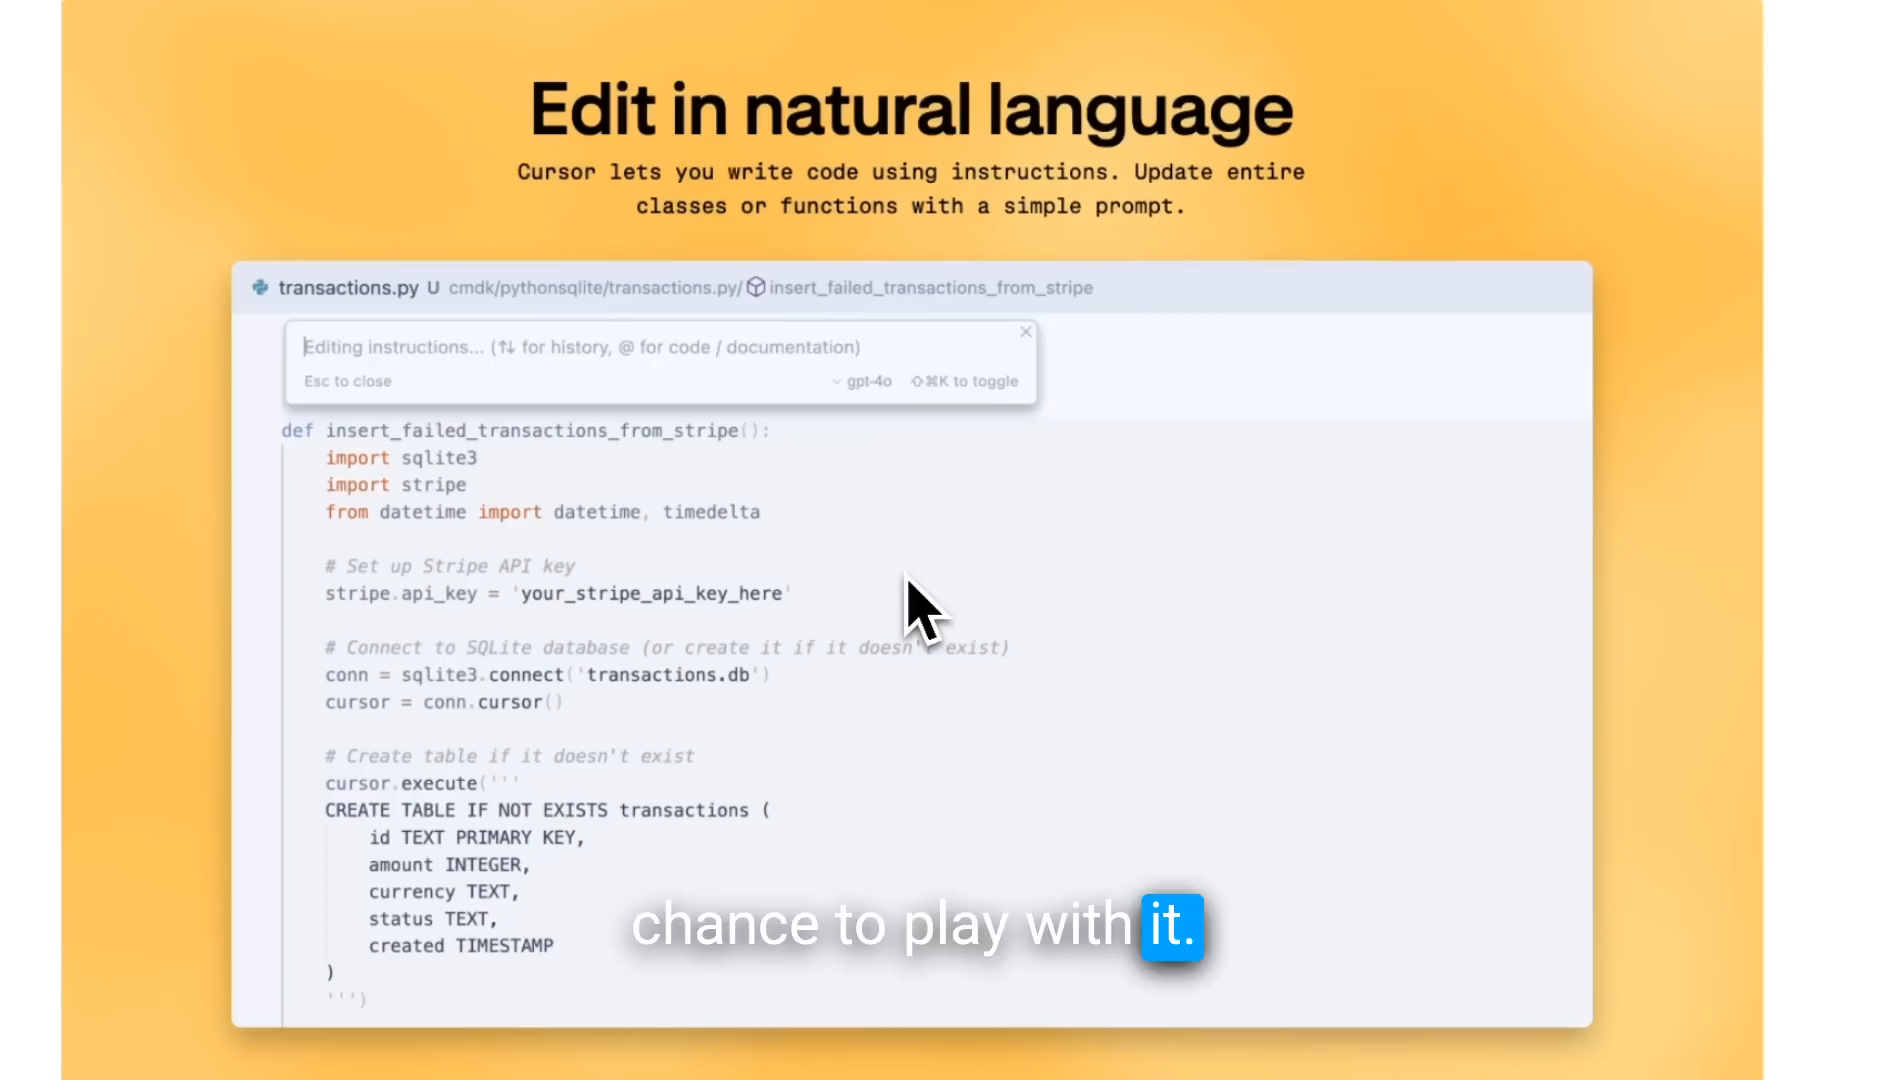 Edit in natural language
Cursor lets you write code using instructions. Update entire
classes or functions with a simple prompt.
transactions.py U cmdk/pythonsqlite/transactions.py/ insert_failed_transactions_from_stripe
Editing instructions... (↑↓ for history, @ for code / documentation)
Esc to close gpt-4o ⇧⌘K to toggle
def insert_failed_transactions_from_stripe():
import sqlite3
import stripe
from datetime import datetime, timedelta
# Set up Stripe API key
stripe.api_key = 'your_stripe_api_key_here'
# Connect to SQLite database (or create it if it doesn't exist)
conn = sqlite3.connect('transactions.db')
cursor = conn.cursor()
# Create table if it doesn't exist
cursor.execute('''
CREATE TABLE IF NOT EXISTS transactions (
id TEXT PRIMARY KEY,
amount INTEGER,
currency TEXT,
status TEXT,
created TIMESTAMP
)
''')
chance to play with it.